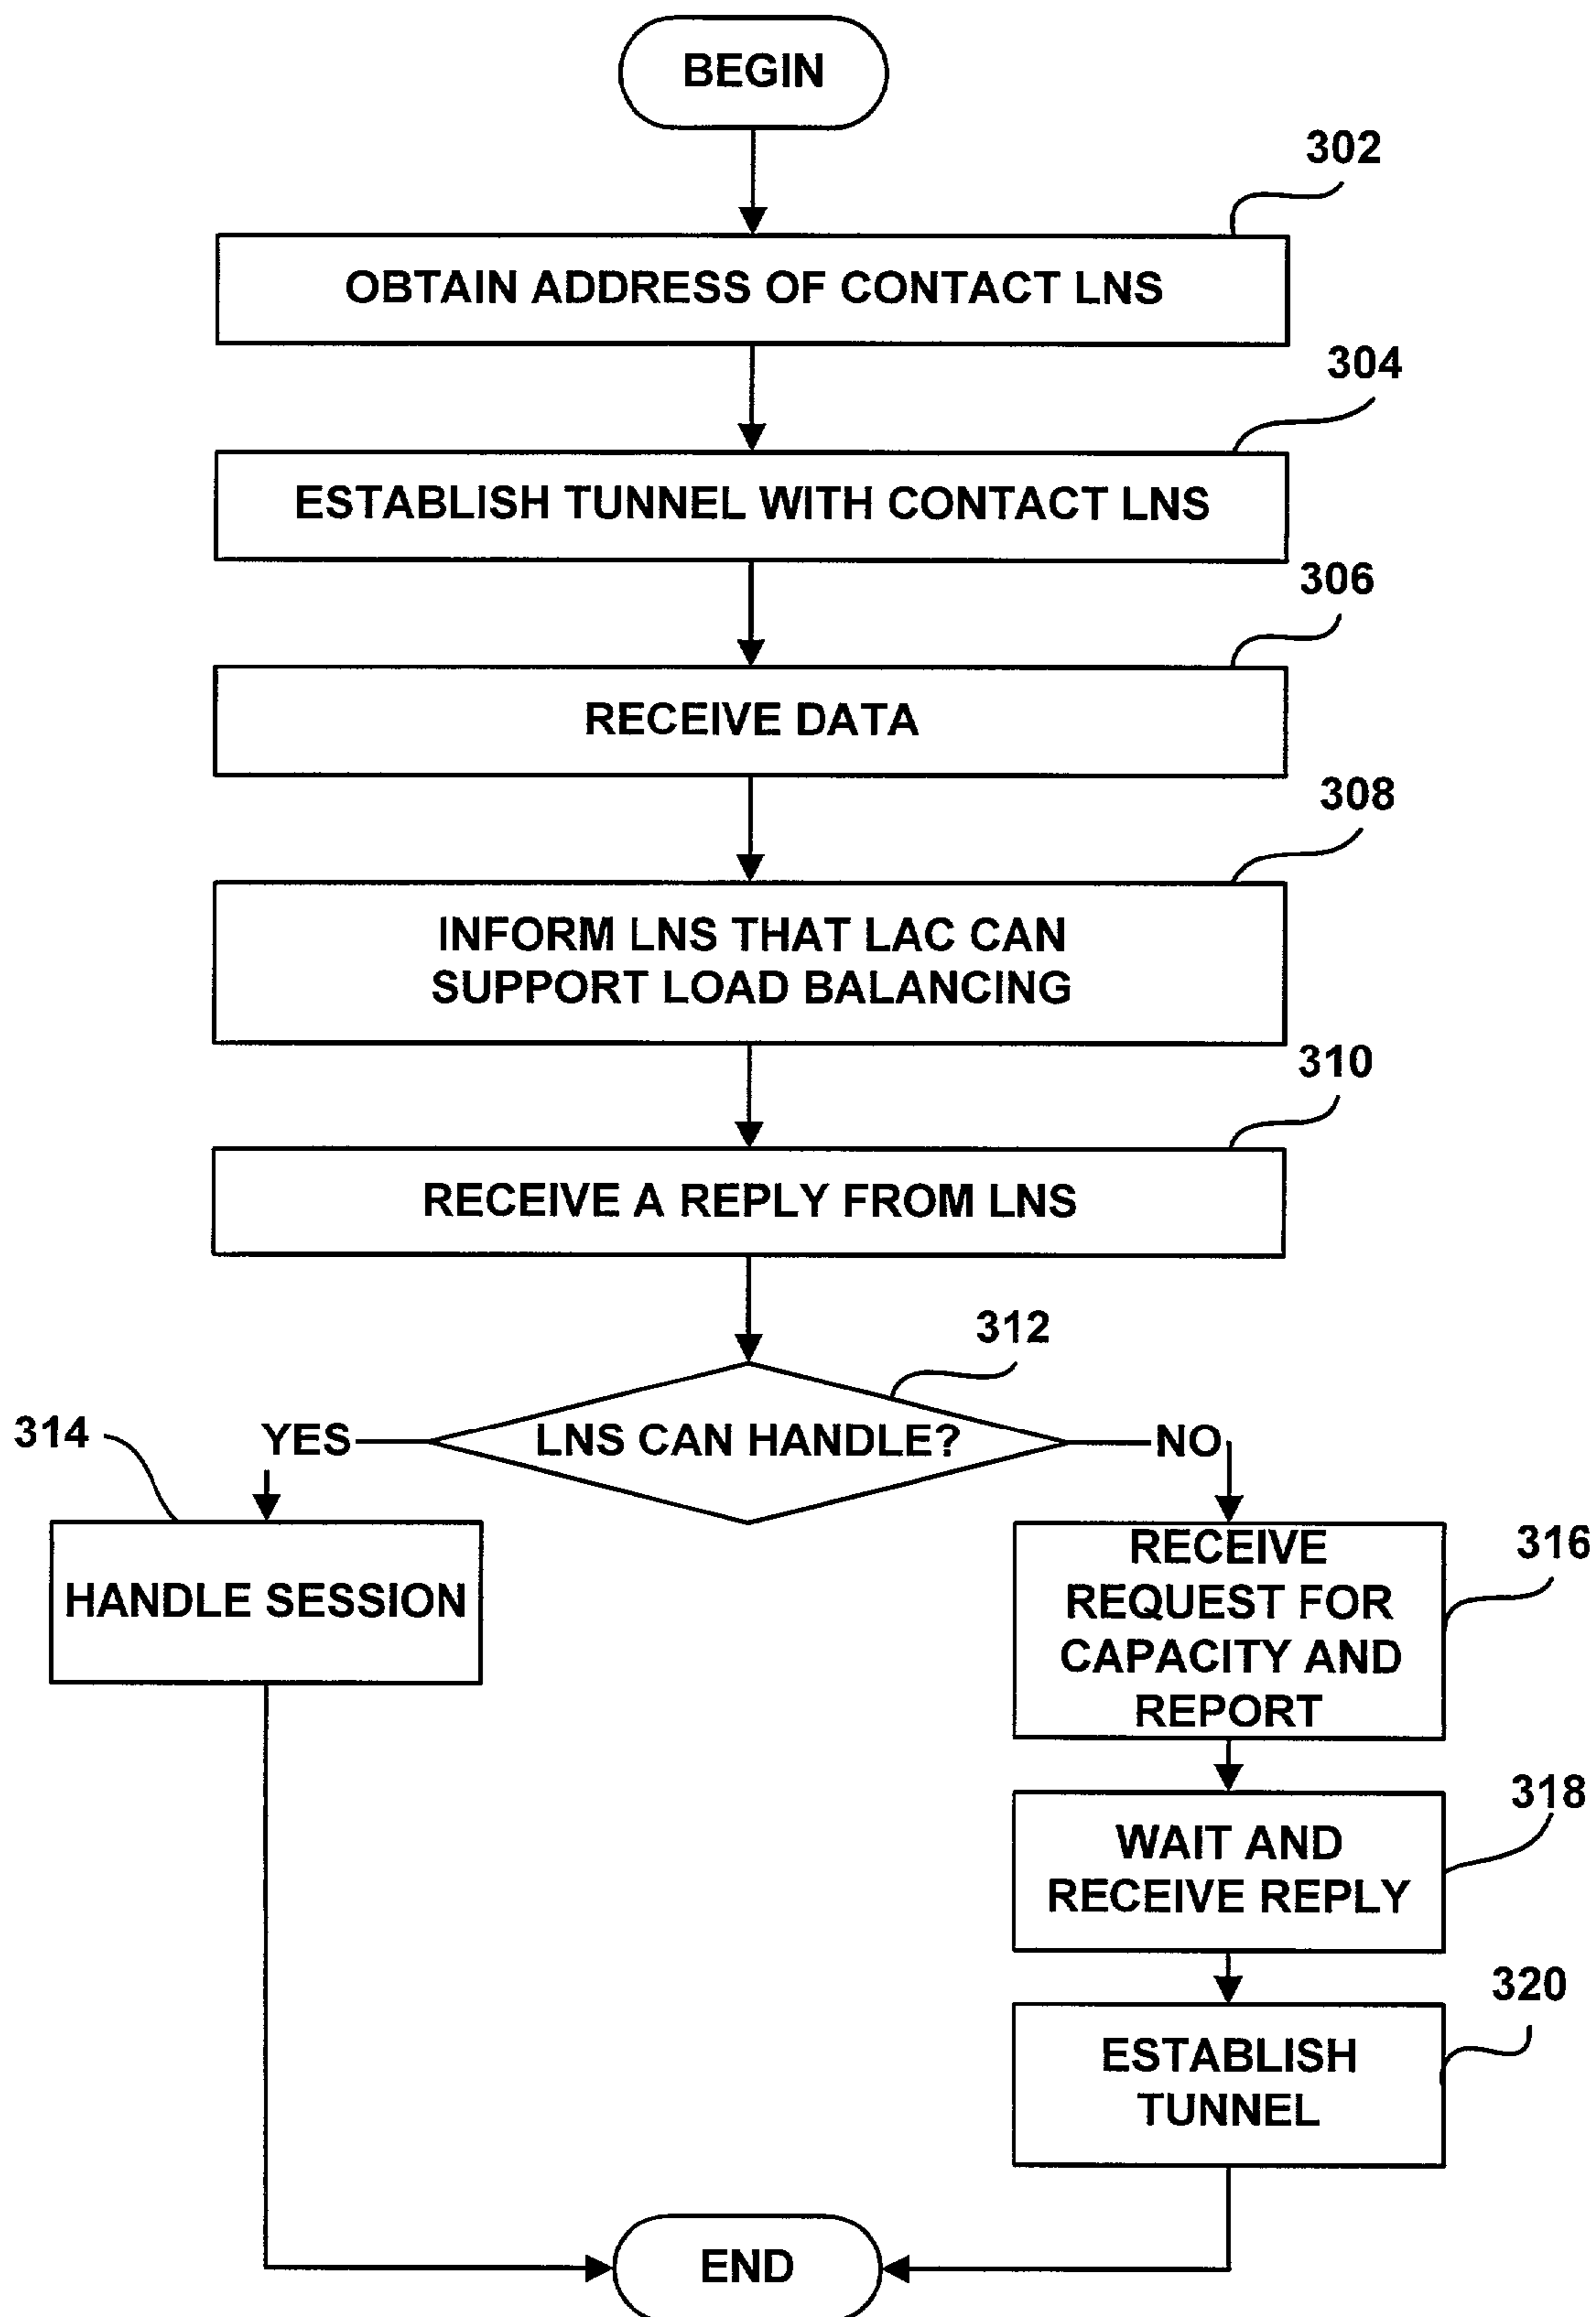 BEGIN
302
OBTAIN ADDRESS OF CONTACT LNS
304
ESTABLISH TUNNEL WITH CONTACT LNS
306
RECEIVE DATA
308
INFORM LNS THAT LAC CAN
SUPPORT LOAD BALANCING
310
RECEIVE A REPLY FROM LNS
312
LNS CAN HANDLE?
YES
NO
314
HANDLE SESSION
316
RECEIVE
REQUEST FOR
CAPACITY AND
REPORT
318
WAIT AND
RECEIVE REPLY
320
ESTABLISH
TUNNEL
END